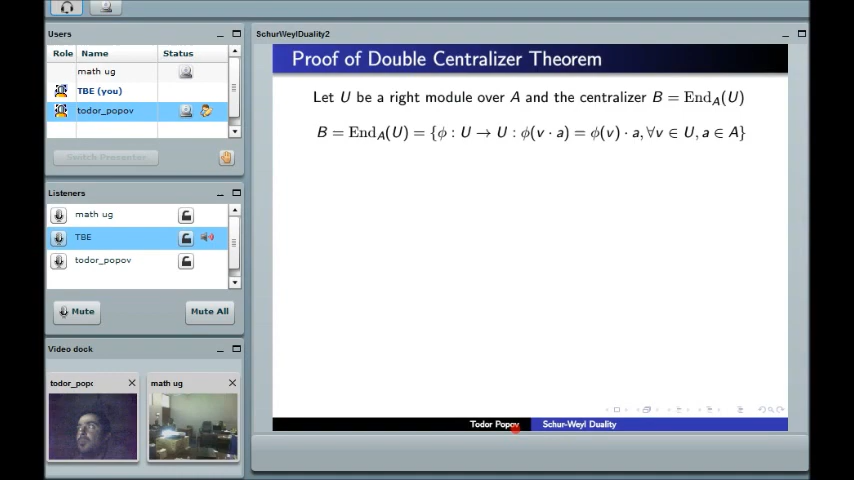 Users
Role Name Status
math ug
TBE (you)
todor_popov
Switch Presenter
Listeners
math ug
TBE
todor_popov
Mute
Mute All
Video dock
todor_popo
math ug
SchurWeylDuality2
Proof of Double Centralizer Theorem
Let U be a right module over A and the centralizer B = End_A(U)
B = End_A(U) = {ϕ : U → U : ϕ(v · a) = ϕ(v) · a, ∀v ∈ U, a ∈ A}
Todor Popov Schur-Weyl Duality